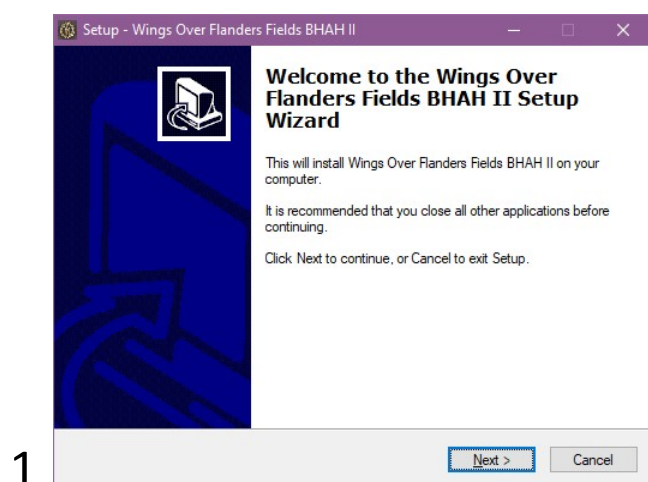 Setup - Wings Over Flanders Fields BHAH II
Welcome to the Wings Over
Flanders Fields BHAH II Setup
Wizard
This will install Wings Over Flanders Fields BHAH II on your
computer.
It is recommended that you close all other applications before
continuing.
Click Next to continue, or Cancel to exit Setup.
Next > Cancel
1